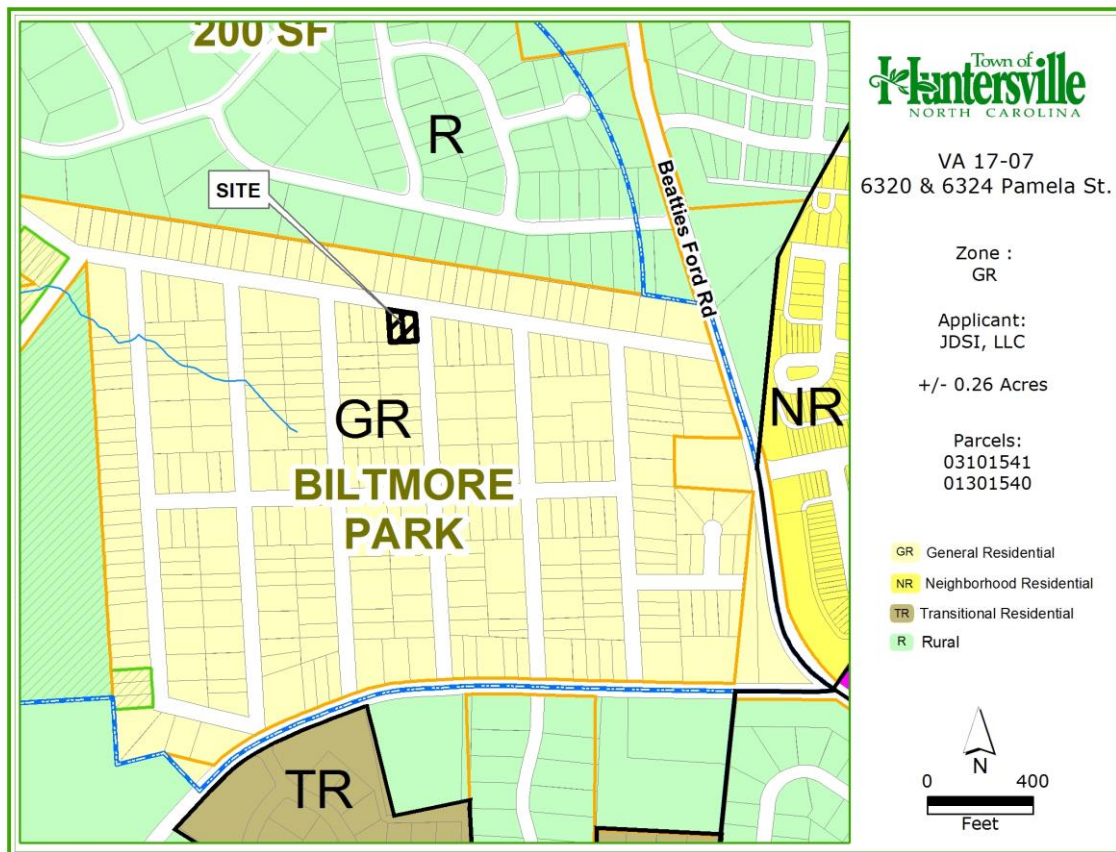 200 SF
R
SITE
Beatties Ford Rd
NR
GR
BILTMORE
PARK
TR
Town of
Huntersville
NORTH CAROLINA
VA 17-07
6320 & 6324 Pamela St.
Zone :
GR
Applicant:
JDSI, LLC
+/- 0.26 Acres
Parcels:
03101541
01301540
GR General Residential
NR Neighborhood Residential
TR Transitional Residential
R Rural
N
0 400
Feet